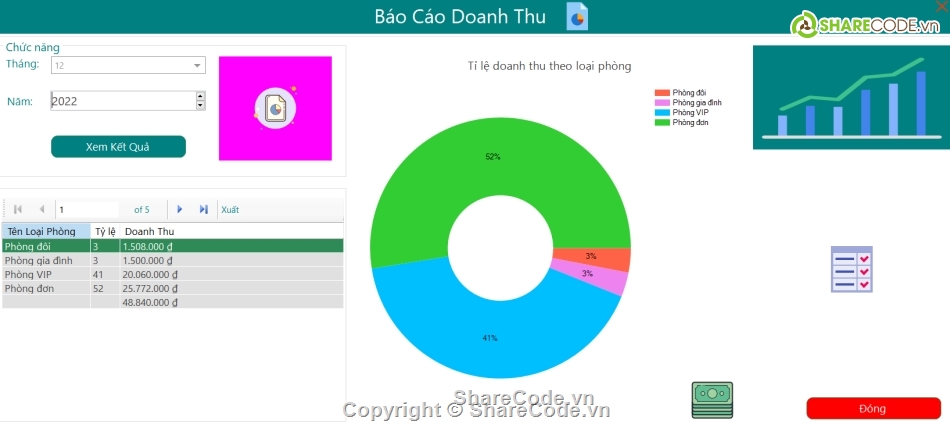 Báo Cáo Doanh Thu
SHARECODE.vn
Chức năng
Tháng:
12
Năm:
2022
Xem Kết Quả
Tỉ lệ doanh thu theo loại phòng
Phòng đôi
Phòng gia đình
Phòng VIP
Phòng đơn
52%
3%
3%
41%
1 of 5 Xuất
Tên Loại Phòng Tỷ lệ Doanh Thu
Phòng đôi 3 1.508.000 ₫
Phòng gia đình 3 1.500.000 ₫
Phòng VIP 41 20.060.000 ₫
Phòng đơn 52 25.772.000 ₫
48.840.000 ₫
ShareCode.vn
Copyright © ShareCode.vn
Đóng